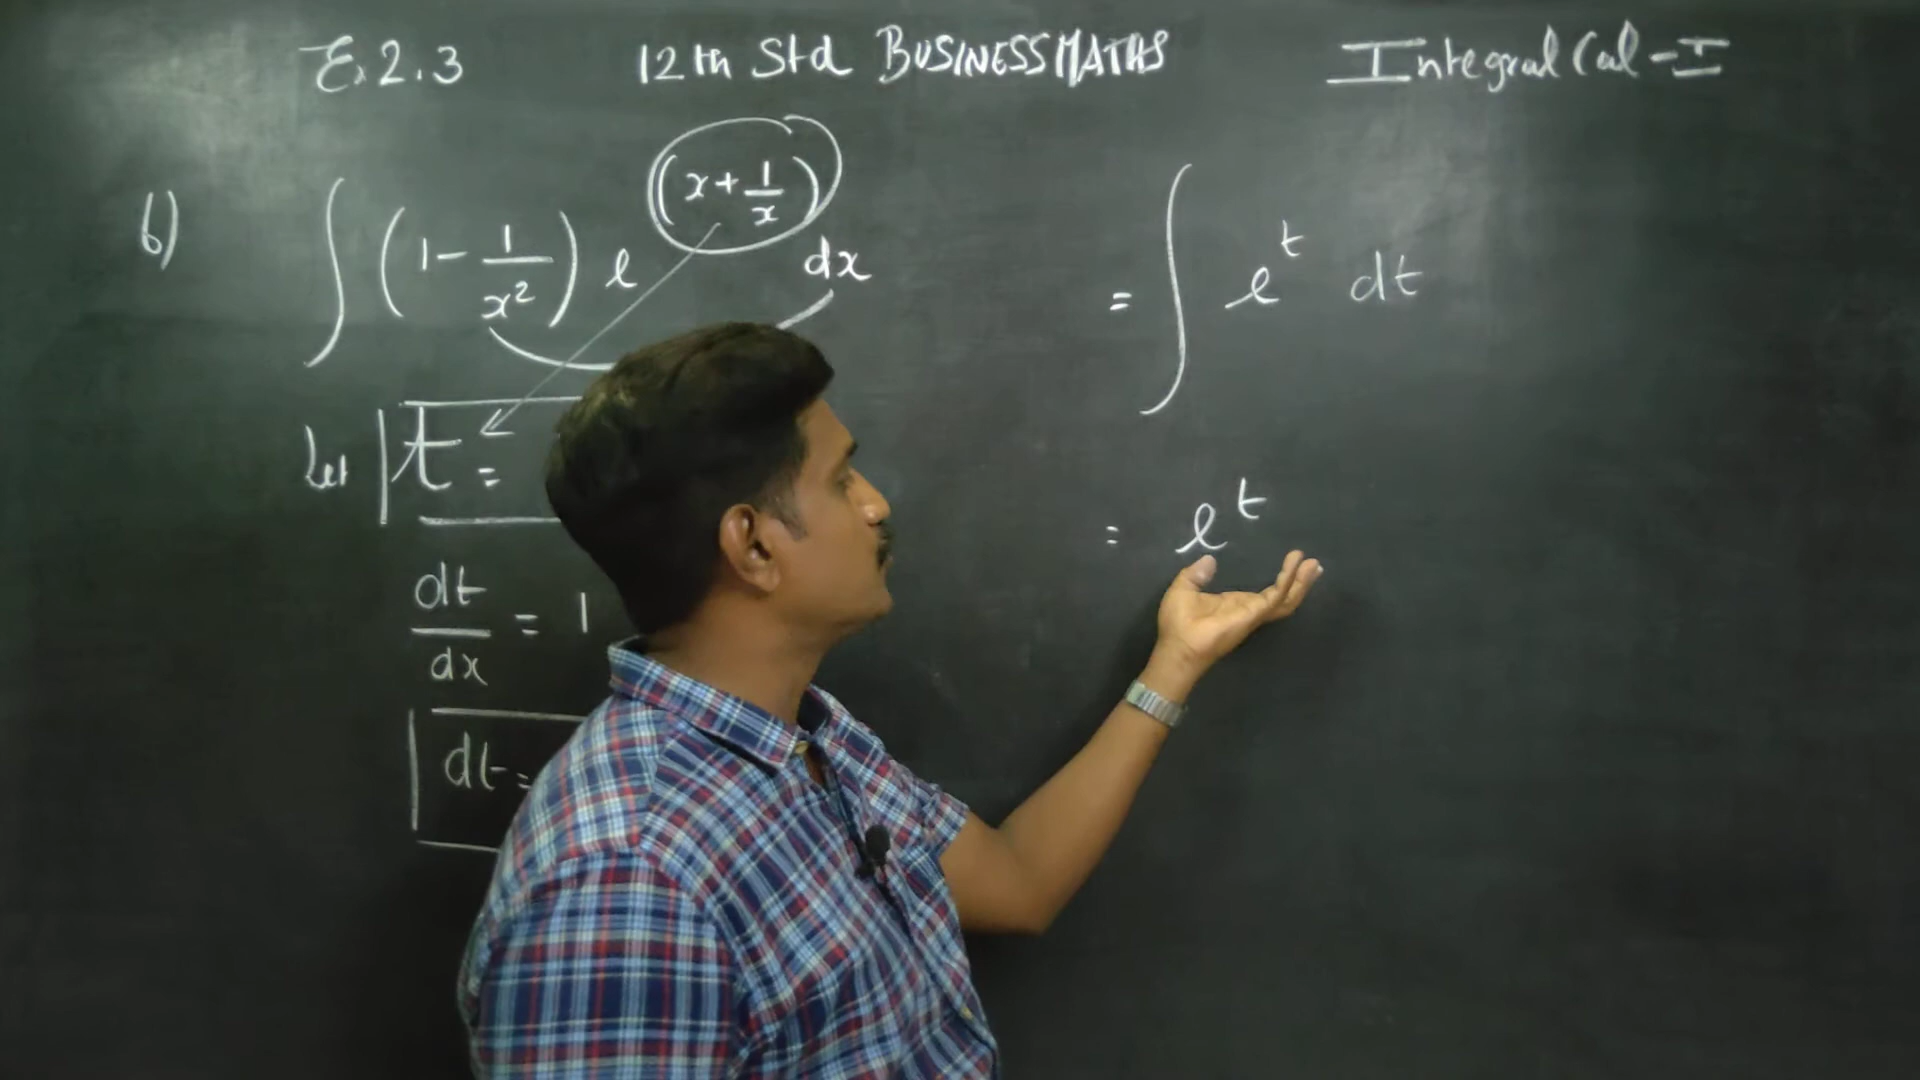 E.2.3 12th Std BUSINESS MATHS Integral Cal - I
6) ∫ (1 - 1/x²) e^(x + 1/x) dx
Let t =
dt/dx = 1
dt =
= ∫ e^t dt
= e^t